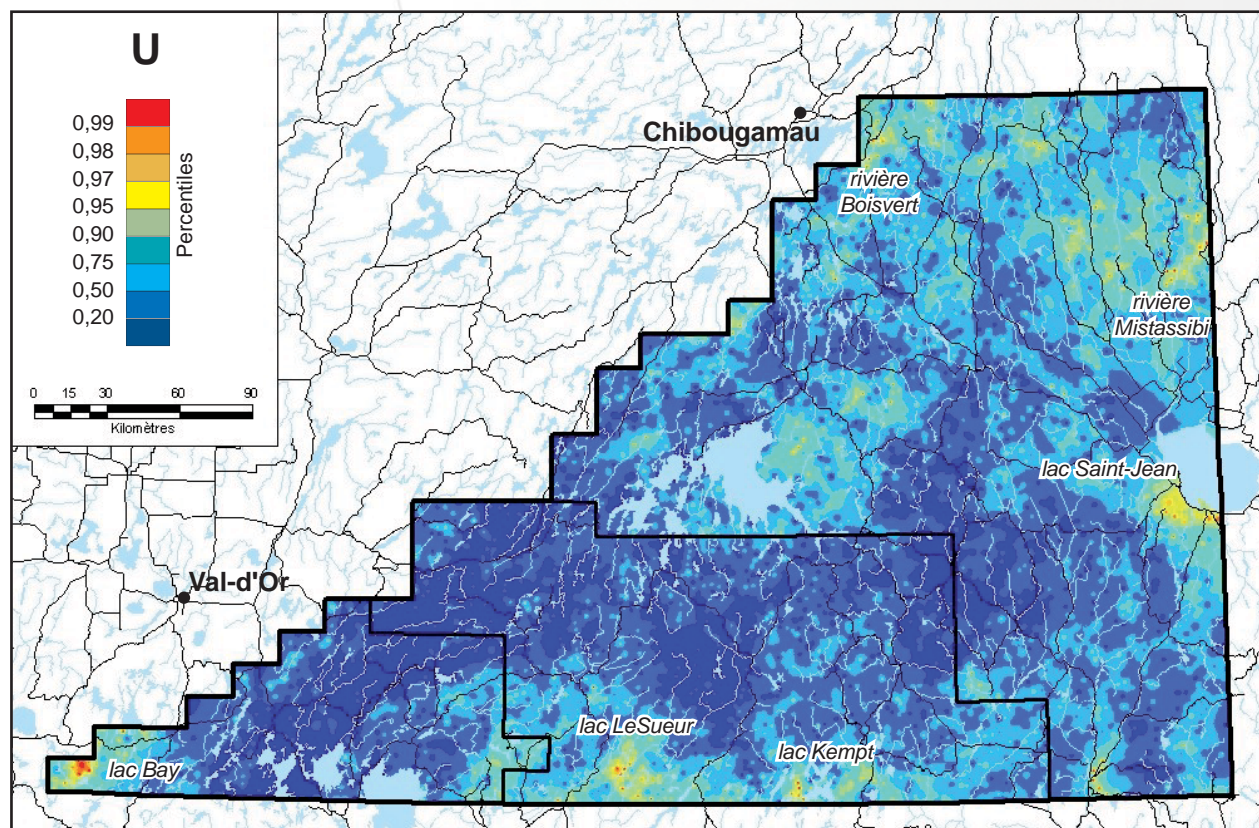 U
0,99
0,98
0,97
0,95
0,90
0,75
0,50
0,20
Percentiles
0 15 30 60 90
Kilomètres
Chibougamau
rivière
Boisvert
rivière
Mistassibi
lac Saint-Jean
Val-d'Or
lac LeSueur
lac Kempt
lac Bay